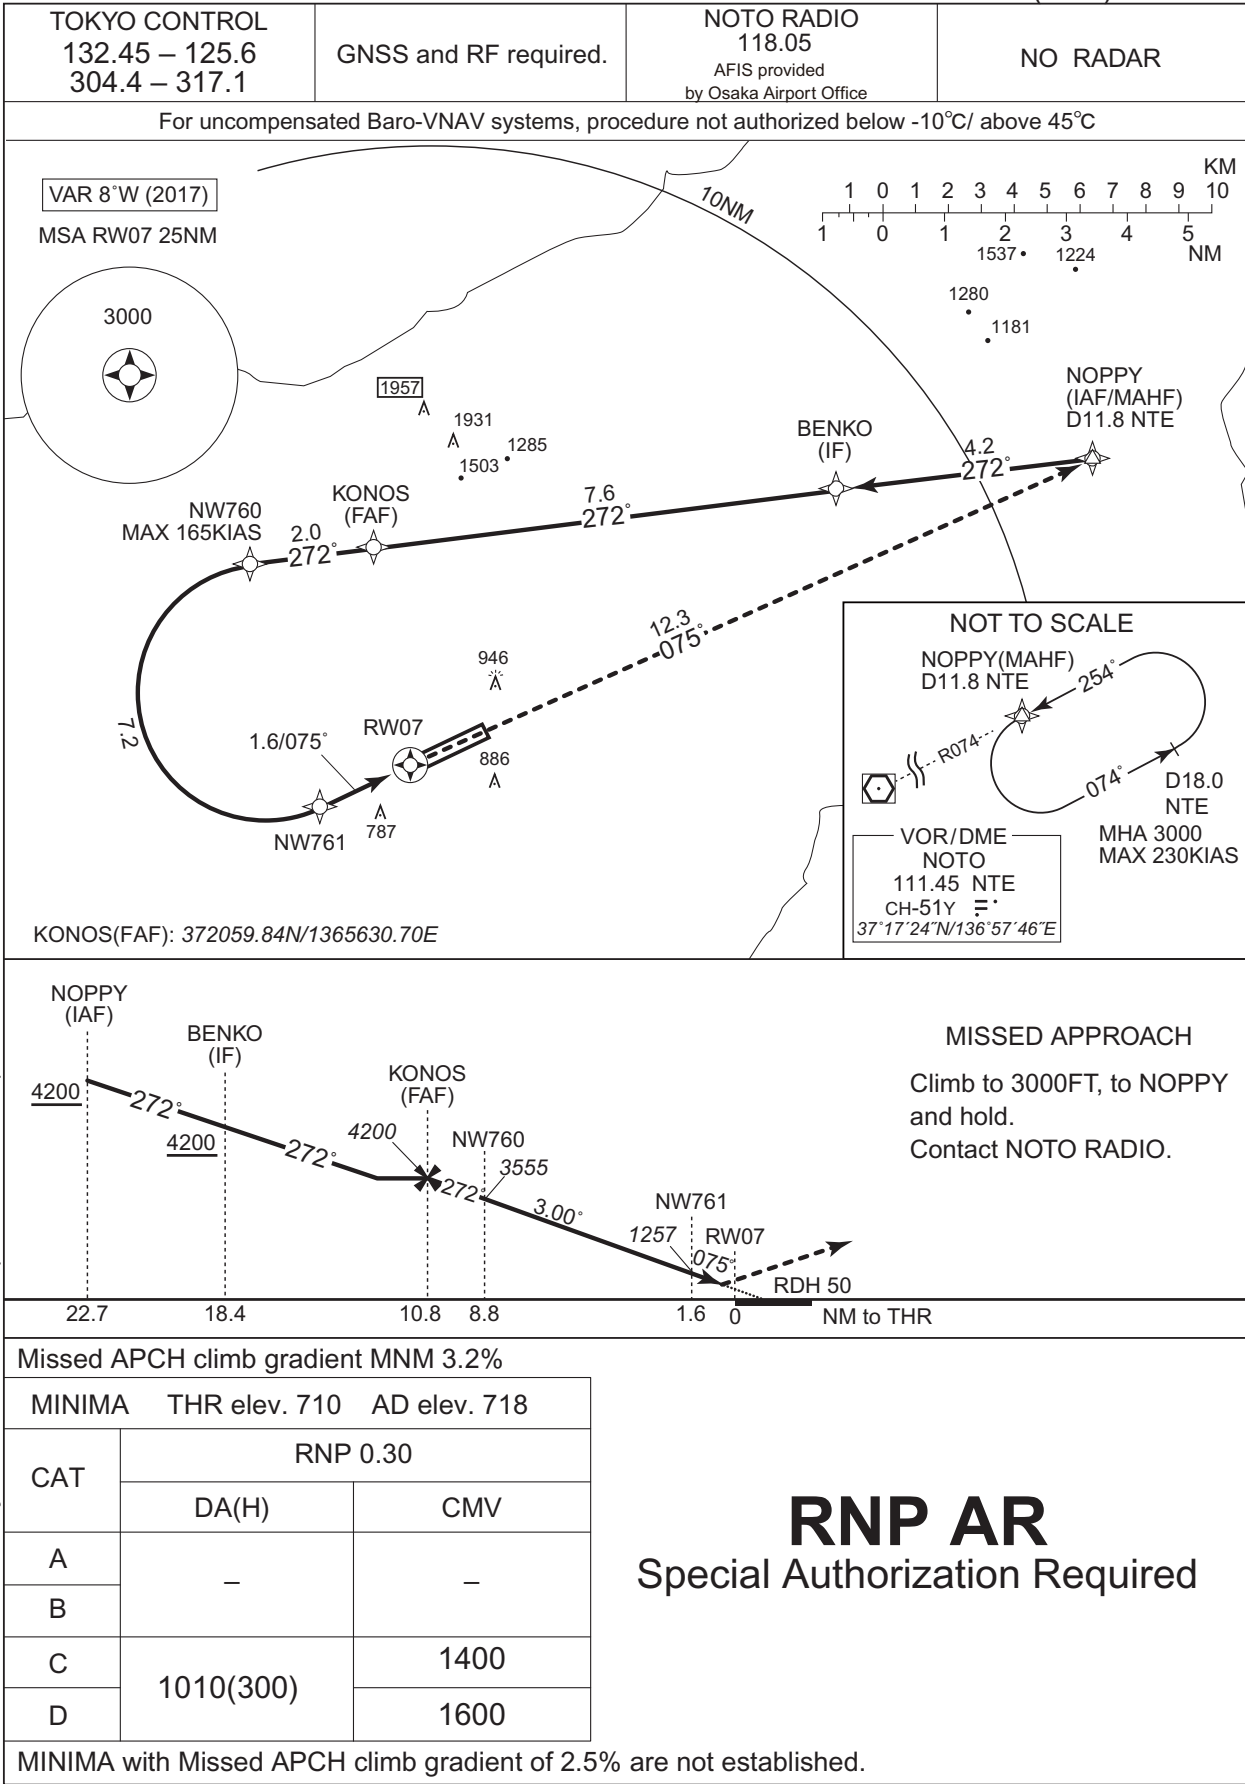 TOKYO CONTROL
132.45 – 125.6
304.4 – 317.1
GNSS and RF required.
NOTO RADIO
118.05
AFIS provided
by Osaka Airport Office
NO RADAR
For uncompensated Baro-VNAV systems, procedure not authorized below -10°C/ above 45°C
VAR 8°W (2017)
MSA RW07 25NM
3000
10NM
KM
1 0 1 2 3 4 5 6 7 8 9 10
1 0 1 2 3 4 5
NM
1537
1224
1280
1181
1957
1931
1285
1503
NOPPY
(IAF/MAHF)
D11.8 NTE
BENKO
(IF)
4.2
272°
7.6
272°
KONOS
(FAF)
NW760
MAX 165KIAS
2.0
272°
12.3
075°
946
7.2
RW07
1.6/075°
886
787
NW761
KONOS(FAF): 372059.84N/1365630.70E
NOT TO SCALE
NOPPY(MAHF)
D11.8 NTE
254°
R074
074°
D18.0
NTE
MHA 3000
MAX 230KIAS
VOR/DME
NOTO
111.45 NTE
CH-51Y
37°17′24″N/136°57′46″E
NOPPY
(IAF)
BENKO
(IF)
KONOS
(FAF)
4200
272°
4200
272°
4200
NW760
3555
272°
3.00°
NW761
1257
RW07
075°
RDH 50
22.7
18.4
10.8
8.8
1.6
0
NM to THR
MISSED APPROACH
Climb to 3000FT, to NOPPY
and hold.
Contact NOTO RADIO.
Missed APCH climb gradient MNM 3.2%
MINIMA THR elev. 710 AD elev. 718
CAT
RNP 0.30
DA(H)
CMV
A
–
–
B
C
1010(300)
1400
D
1600
RNP AR
Special Authorization Required
MINIMA with Missed APCH climb gradient of 2.5% are not established.